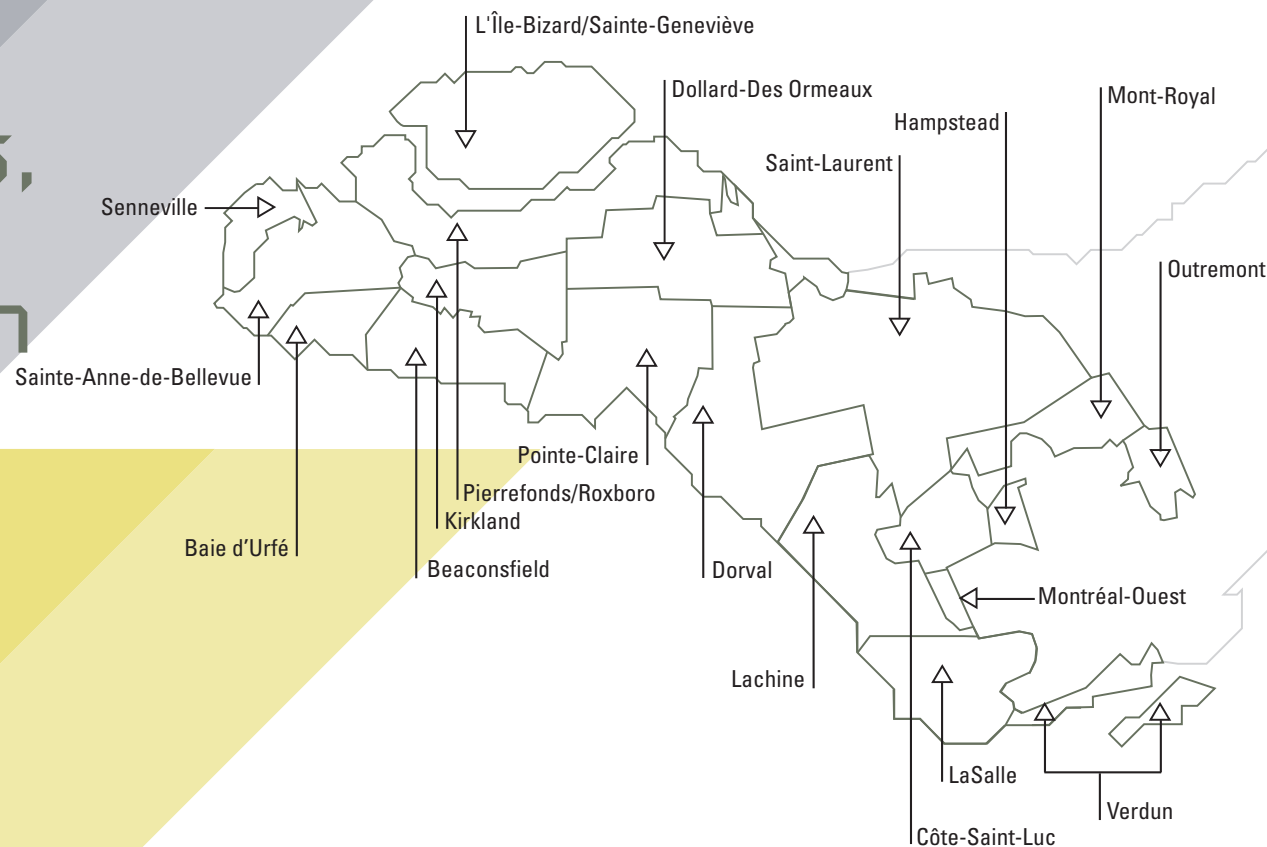 L'Île-Bizard/Sainte-Geneviève
Dollard-Des Ormeaux
Mont-Royal
Hampstead
Saint-Laurent
Senneville
Outremont
Sainte-Anne-de-Bellevue
Pointe-Claire
Pierrefonds/Roxboro
Kirkland
Baie d'Urfé
Beaconsfield
Dorval
Montréal-Ouest
Lachine
LaSalle
Verdun
Côte-Saint-Luc